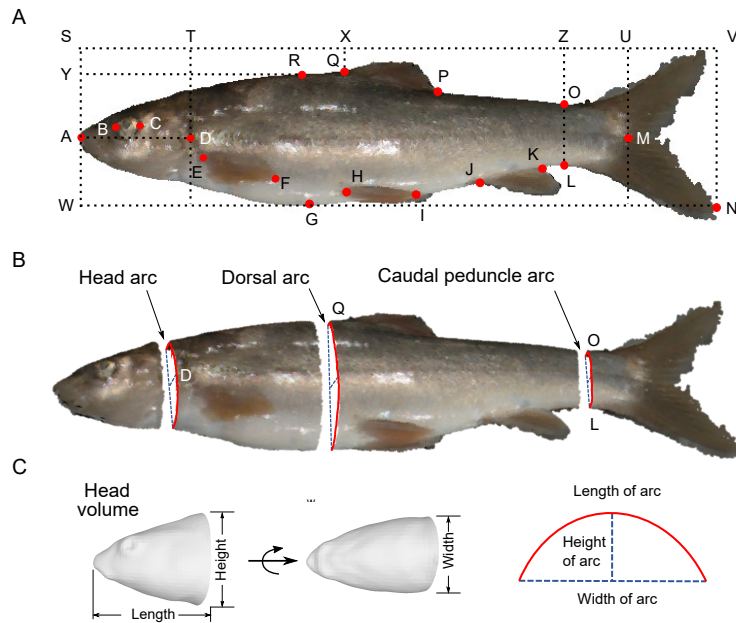 A
S T X Z U V
Y R Q P O
A B C D M
E F H J K L
W G I N
B
Head arc Dorsal arc Caudal peduncle arc
Q
O
D
L
C
Head
volume
Height
Length
Width
Length of arc
Height
of arc
Width of arc